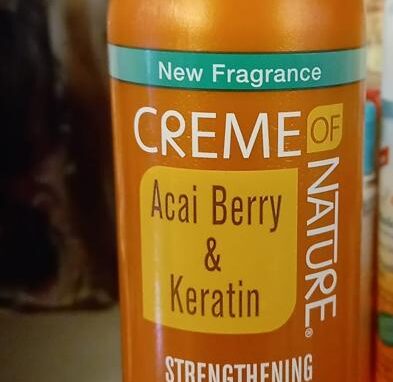 New Fragrance
CREME OF
NATURE®
Acai Berry
&
Keratin
STRENGTHENING